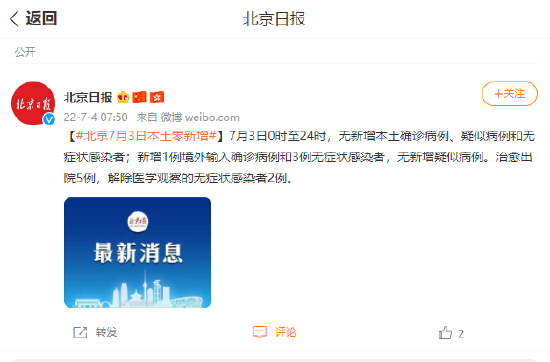 返回
北京日报
公开
北京日报
+关注
22-7-4 07:50 来自 微博 weibo.com
【#北京7月3日本土零新增#】7月3日0时至24时，无新增本土确诊病例、疑似病例和无
症状感染者；新增1例境外输入确诊病例和3例无症状感染者，无新增疑似病例。治愈出
院5例，解除医学观察的无症状感染者2例。
北京日报
最新消息
转发
评论
2